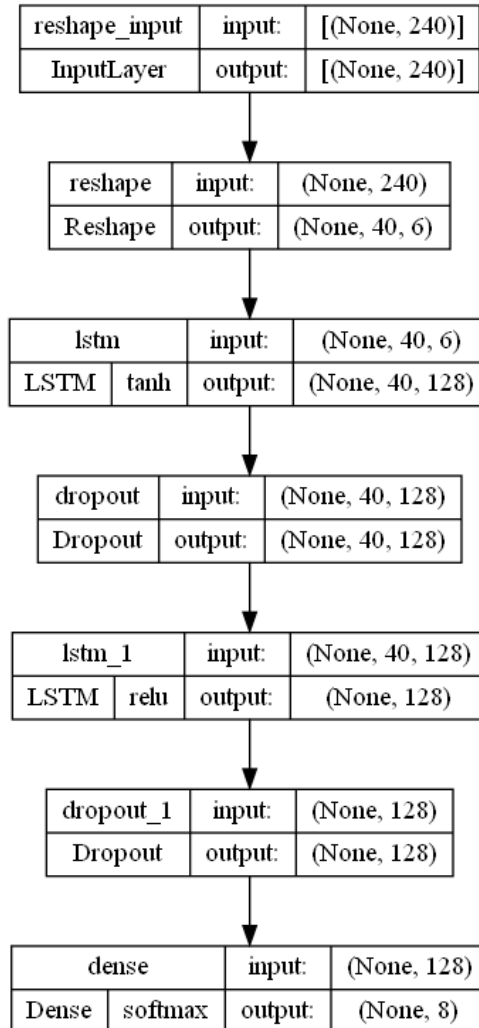 reshape_input input: [(None, 240)]
InputLayer output: [(None, 240)]
reshape input: (None, 240)
Reshape output: (None, 40, 6)
lstm input: (None, 40, 6)
LSTM tanh output: (None, 40, 128)
dropout input: (None, 40, 128)
Dropout output: (None, 40, 128)
lstm_1 input: (None, 40, 128)
LSTM relu output: (None, 128)
dropout_1 input: (None, 128)
Dropout output: (None, 128)
dense input: (None, 128)
Dense softmax output: (None, 8)